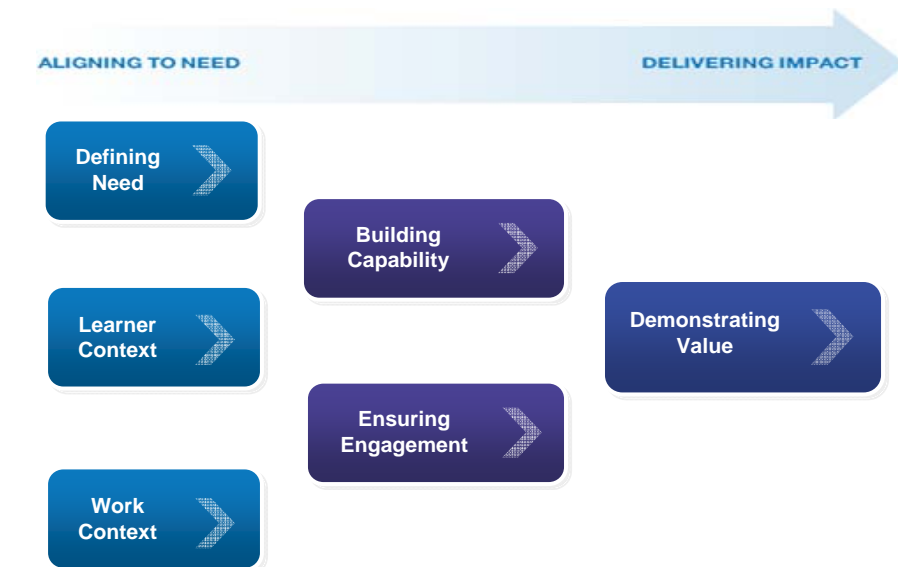 ALIGNING TO NEED
DELIVERING IMPACT
Defining
Need
Learner
Context
Work
Context
Building
Capability
Ensuring
Engagement
Demonstrating
Value